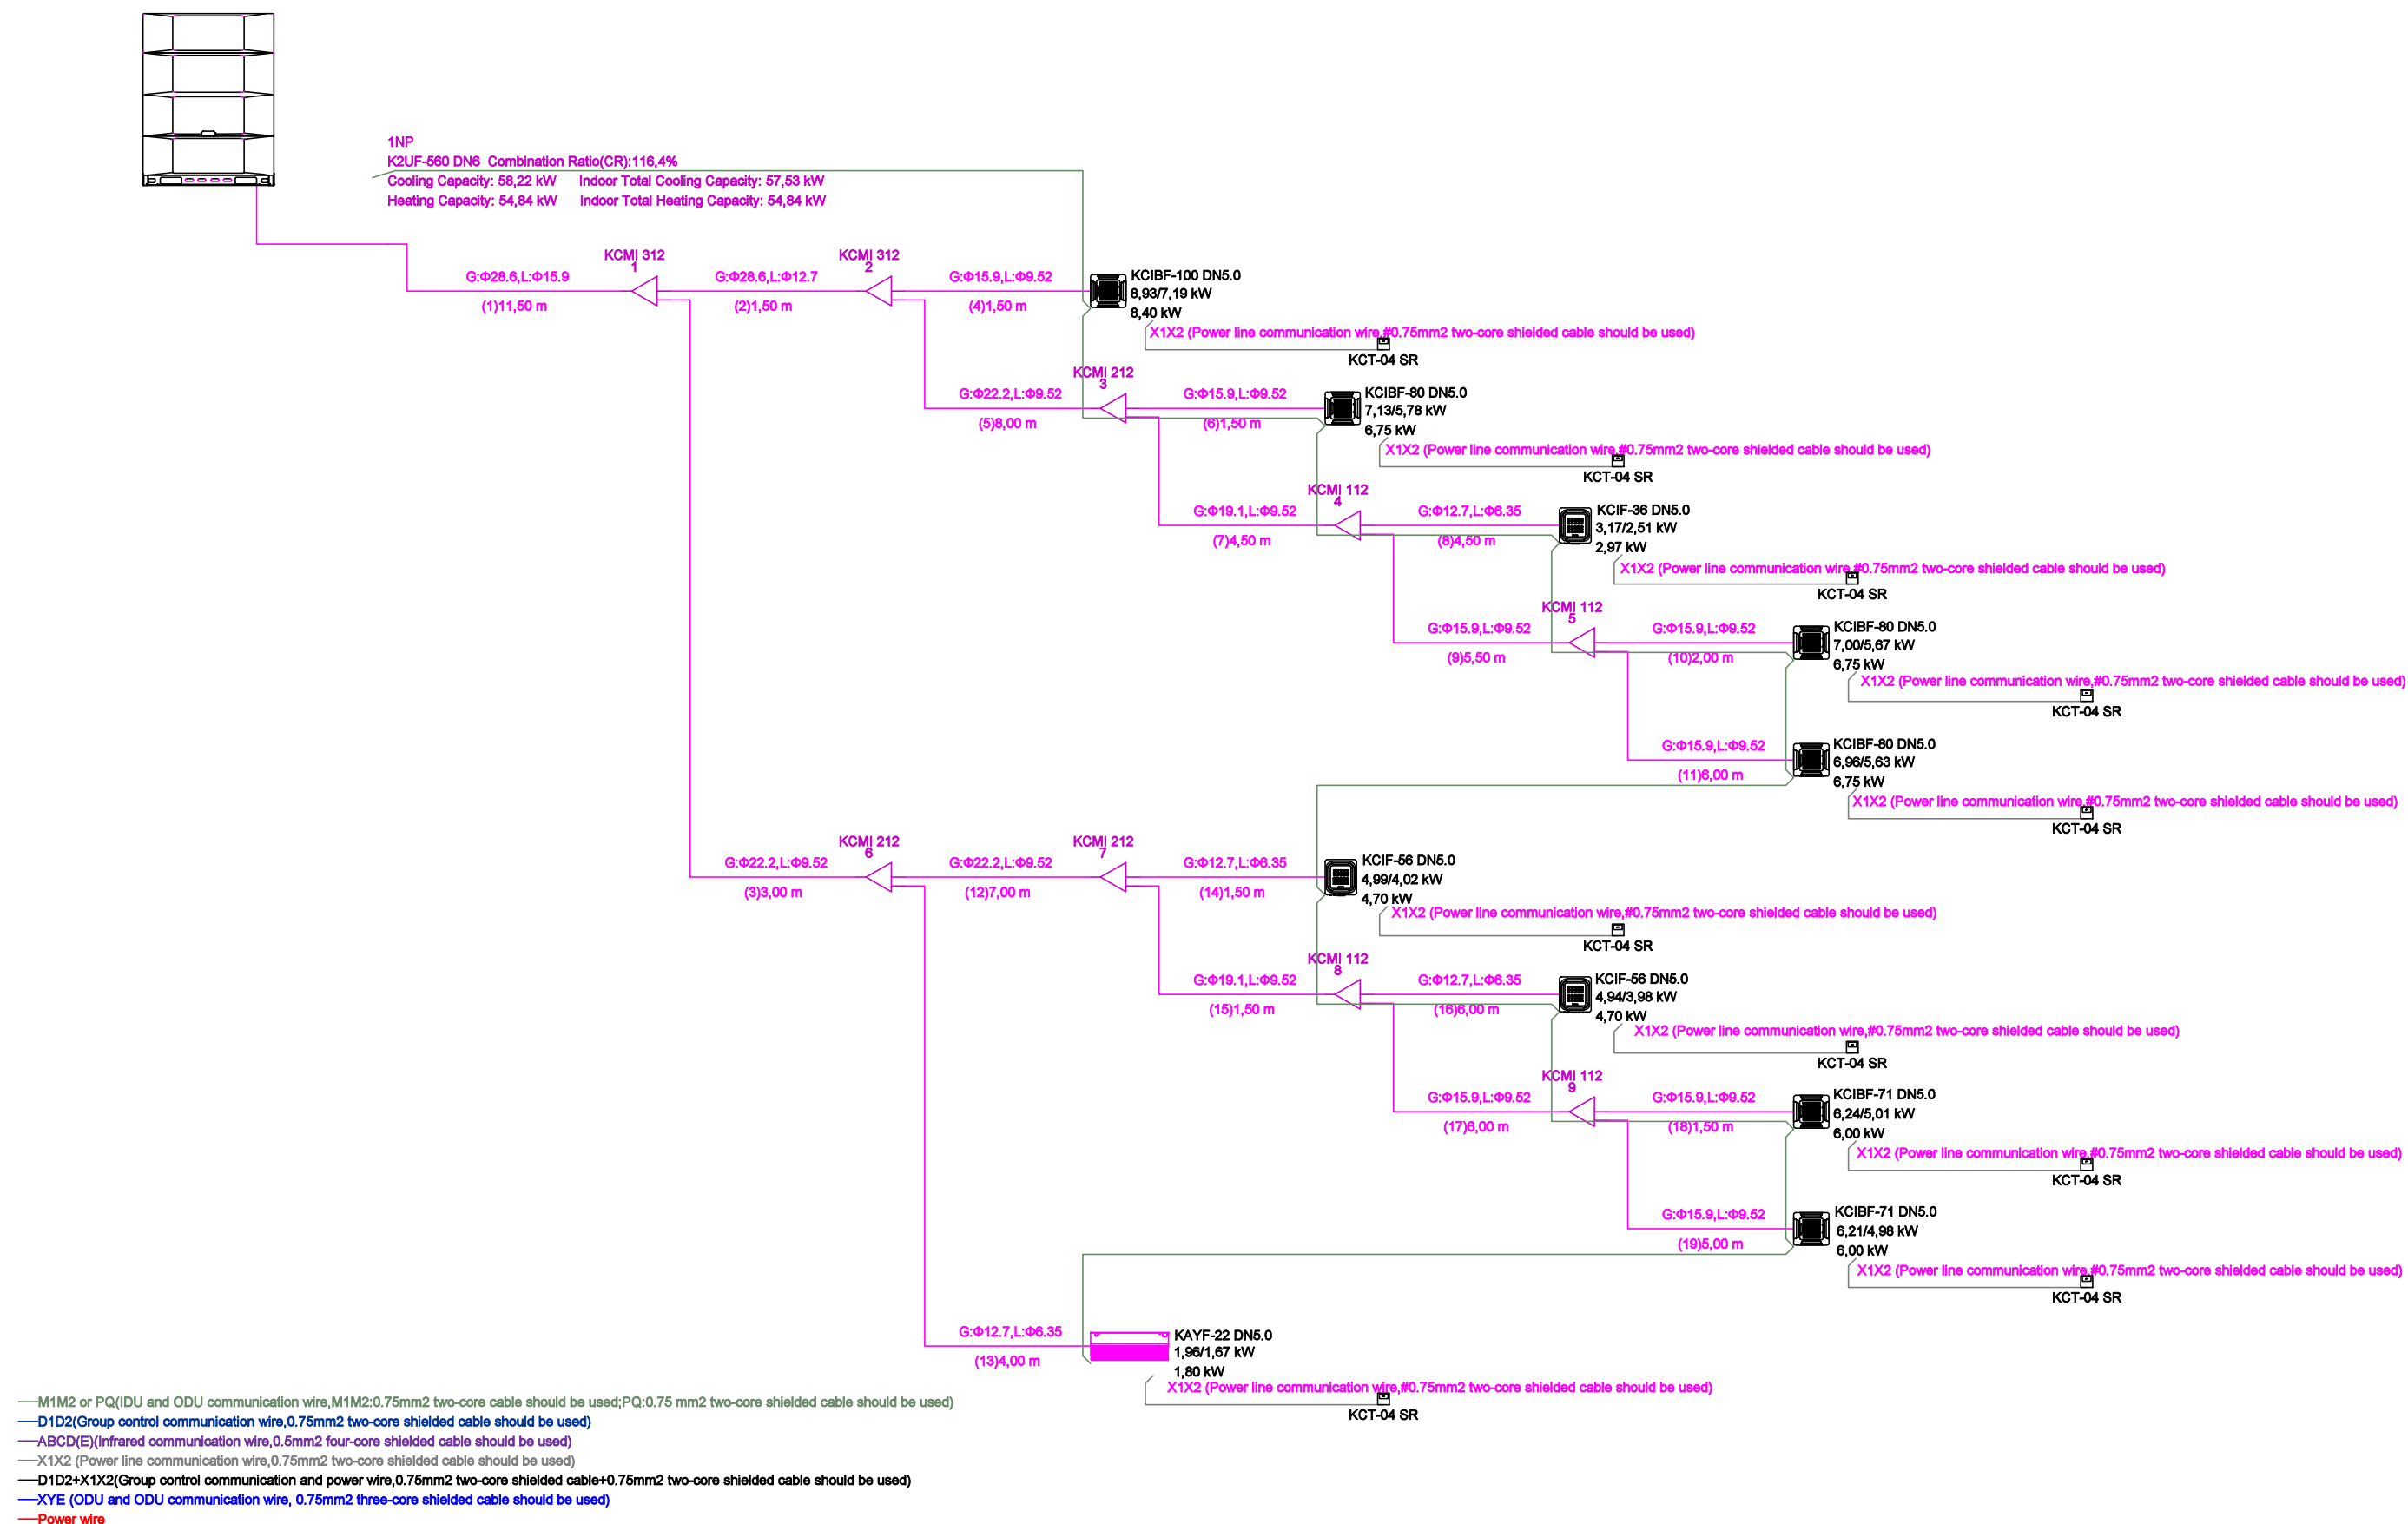 1NP
K2UF-560 DN6  Combination Ratio(CR):116,4%
Cooling Capacity: 58,22 kW    Indoor Total Cooling Capacity: 57,53 kW
Heating Capacity: 54,84 kW    Indoor Total Heating Capacity: 54,84 kW
KCMI 312
1
G:Φ28.6,L:Φ15.9
(1)11,50 m
G:Φ28.6,L:Φ12.7
(2)1,50 m
KCMI 312
2
G:Φ15.9,L:Φ9.52
(4)1,50 m
KCIBF-100 DN5.0
8,93/7,19 kW
8,40 kW
X1X2 (Power line communication wire,#0.75mm2 two-core shielded cable should be used)
KCT-04 SR
KCMI 212
3
G:Φ22.2,L:Φ9.52
(5)8,00 m
G:Φ15.9,L:Φ9.52
(6)1,50 m
KCIBF-80 DN5.0
7,13/5,78 kW
6,75 kW
X1X2 (Power line communication wire,#0.75mm2 two-core shielded cable should be used)
KCT-04 SR
KCMI 112
4
G:Φ19.1,L:Φ9.52
(7)4,50 m
G:Φ12.7,L:Φ6.35
(8)4,50 m
KCIF-36 DN5.0
3,17/2,51 kW
2,97 kW
X1X2 (Power line communication wire,#0.75mm2 two-core shielded cable should be used)
KCT-04 SR
KCMI 112
5
G:Φ15.9,L:Φ9.52
(9)5,50 m
G:Φ15.9,L:Φ9.52
(10)2,00 m
KCIBF-80 DN5.0
7,00/5,67 kW
6,75 kW
X1X2 (Power line communication wire,#0.75mm2 two-core shielded cable should be used)
KCT-04 SR
G:Φ15.9,L:Φ9.52
(11)6,00 m
KCIBF-80 DN5.0
6,96/5,63 kW
6,75 kW
X1X2 (Power line communication wire,#0.75mm2 two-core shielded cable should be used)
KCT-04 SR
KCMI 212
6
G:Φ22.2,L:Φ9.52
(3)3,00 m
G:Φ22.2,L:Φ9.52
(12)7,00 m
KCMI 212
7
G:Φ12.7,L:Φ6.35
(14)1,50 m
KCIF-56 DN5.0
4,99/4,02 kW
4,70 kW
X1X2 (Power line communication wire,#0.75mm2 two-core shielded cable should be used)
KCT-04 SR
KCMI 112
8
G:Φ19.1,L:Φ9.52
(15)1,50 m
G:Φ12.7,L:Φ6.35
(16)6,00 m
KCIF-56 DN5.0
4,94/3,98 kW
4,70 kW
X1X2 (Power line communication wire,#0.75mm2 two-core shielded cable should be used)
KCT-04 SR
KCMI 112
9
G:Φ15.9,L:Φ9.52
(17)6,00 m
G:Φ15.9,L:Φ9.52
(18)1,50 m
KCIBF-71 DN5.0
6,24/5,01 kW
6,00 kW
X1X2 (Power line communication wire,#0.75mm2 two-core shielded cable should be used)
KCT-04 SR
G:Φ15.9,L:Φ9.52
(19)5,00 m
KCIBF-71 DN5.0
6,21/4,98 kW
6,00 kW
X1X2 (Power line communication wire,#0.75mm2 two-core shielded cable should be used)
KCT-04 SR
G:Φ12.7,L:Φ6.35
(13)4,00 m
KAYF-22 DN5.0
1,96/1,67 kW
1,80 kW
X1X2 (Power line communication wire,#0.75mm2 two-core shielded cable should be used)
KCT-04 SR
M1M2 or PQ(IDU and ODU communication wire,M1M2:0.75mm2 two-core cable should be used;PQ:0.75 mm2 two-core shielded cable should be used)
D1D2(Group control communication wire,0.75mm2 two-core shielded cable should be used)
ABCD(E)(Infrared communication wire,0.5mm2 four-core shielded cable should be used)
X1X2 (Power line communication wire,0.75mm2 two-core shielded cable should be used)
D1D2+X1X2(Group control communication and power wire,0.75mm2 two-core shielded cable+0.75mm2 two-core shielded cable should be used)
XYE (ODU and ODU communication wire, 0.75mm2 three-core shielded cable should be used)
Power wire